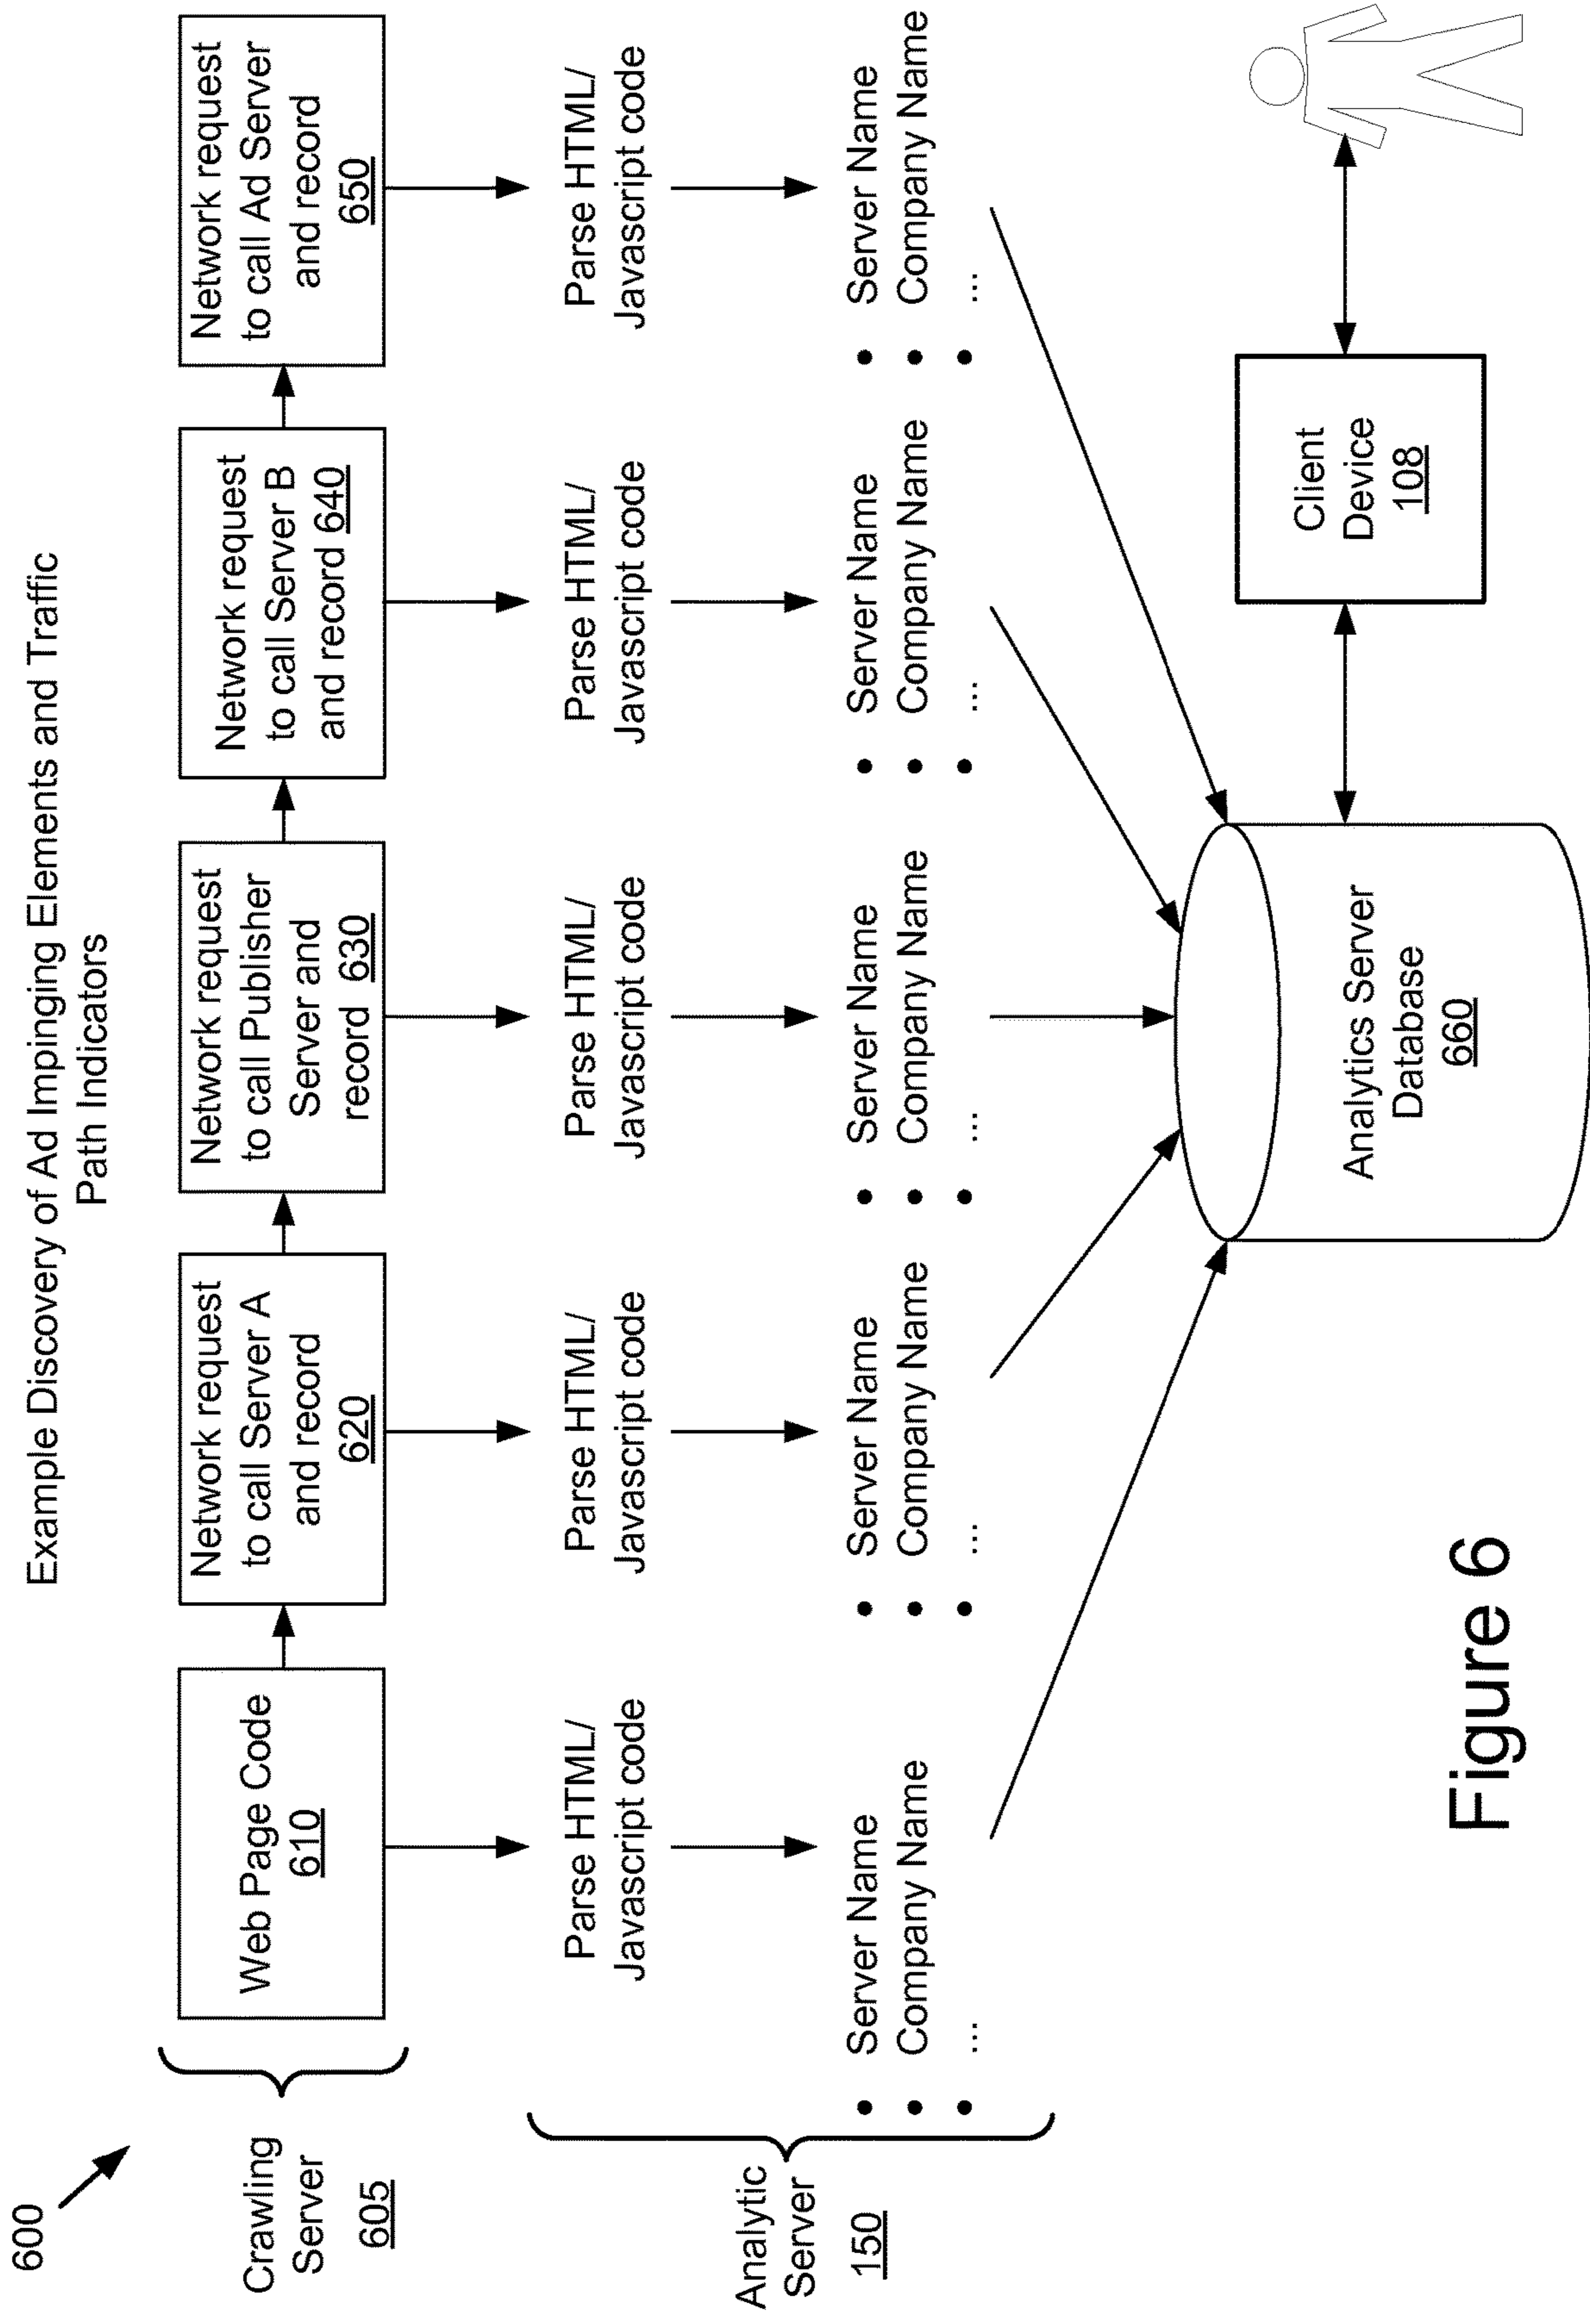 600
Example Discovery of Ad Impinging Elements and Traffic
Path Indicators
Crawling
Server
605
Web Page Code
610
Network request
to call Server A
and record
620
Network request
to call Publisher
Server and
record 630
Network request
to call Server B
and record 640
Network request
to call Ad Server
and record
650
Analytic
Server
150
Parse HTML/
Javascript code
Parse HTML/
Javascript code
Parse HTML/
Javascript code
Parse HTML/
Javascript code
Parse HTML/
Javascript code
• Server Name
• Company Name
• ...
• Server Name
• Company Name
• ...
• Server Name
• Company Name
• ...
• Server Name
• Company Name
• ...
• Server Name
• Company Name
• ...
Analytics Server
Database
660
Client
Device
108
Figure 6